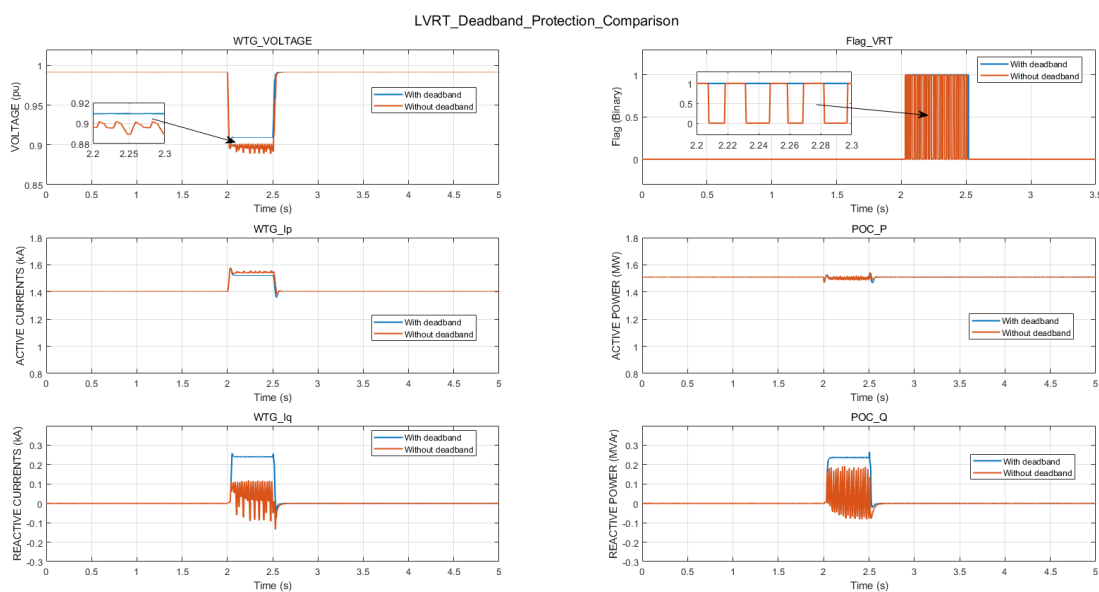 LVRT_Deadband_Protection_Comparison
WTG_VOLTAGE
VOLTAGE (pu)
1
0.95
0.9
0.85
0 0.5 1 1.5 2 2.5 3 3.5 4 4.5 5
Time (s)
With deadband
Without deadband
0.92
0.9
0.88
2.2 2.25 2.3
Flag_VRT
Flag (Binary)
1
0.5
0
0 0.5 1 1.5 2 2.5 3 3.5
Time (s)
With deadband
Without deadband
1
0.5
0
2.2 2.22 2.24 2.26 2.28 2.3
WTG_Ip
ACTIVE CURRENTS (kA)
1.8
1.6
1.4
1.2
1
0.8
0 0.5 1 1.5 2 2.5 3 3.5 4 4.5 5
Time (s)
With deadband
Without deadband
POC_P
ACTIVE POWER (MW)
1.8
1.6
1.4
1.2
1
0.8
0 0.5 1 1.5 2 2.5 3 3.5 4 4.5 5
Time (s)
With deadband
Without deadband
WTG_Iq
REACTIVE CURRENTS (kA)
0.3
0.2
0.1
0
-0.1
-0.2
-0.3
0 0.5 1 1.5 2 2.5 3 3.5 4 4.5 5
Time (s)
With deadband
Without deadband
POC_Q
REACTIVE POWER (MVAr)
0.3
0.2
0.1
0
-0.1
-0.2
-0.3
0 0.5 1 1.5 2 2.5 3 3.5 4 4.5 5
Time (s)
With deadband
Without deadband